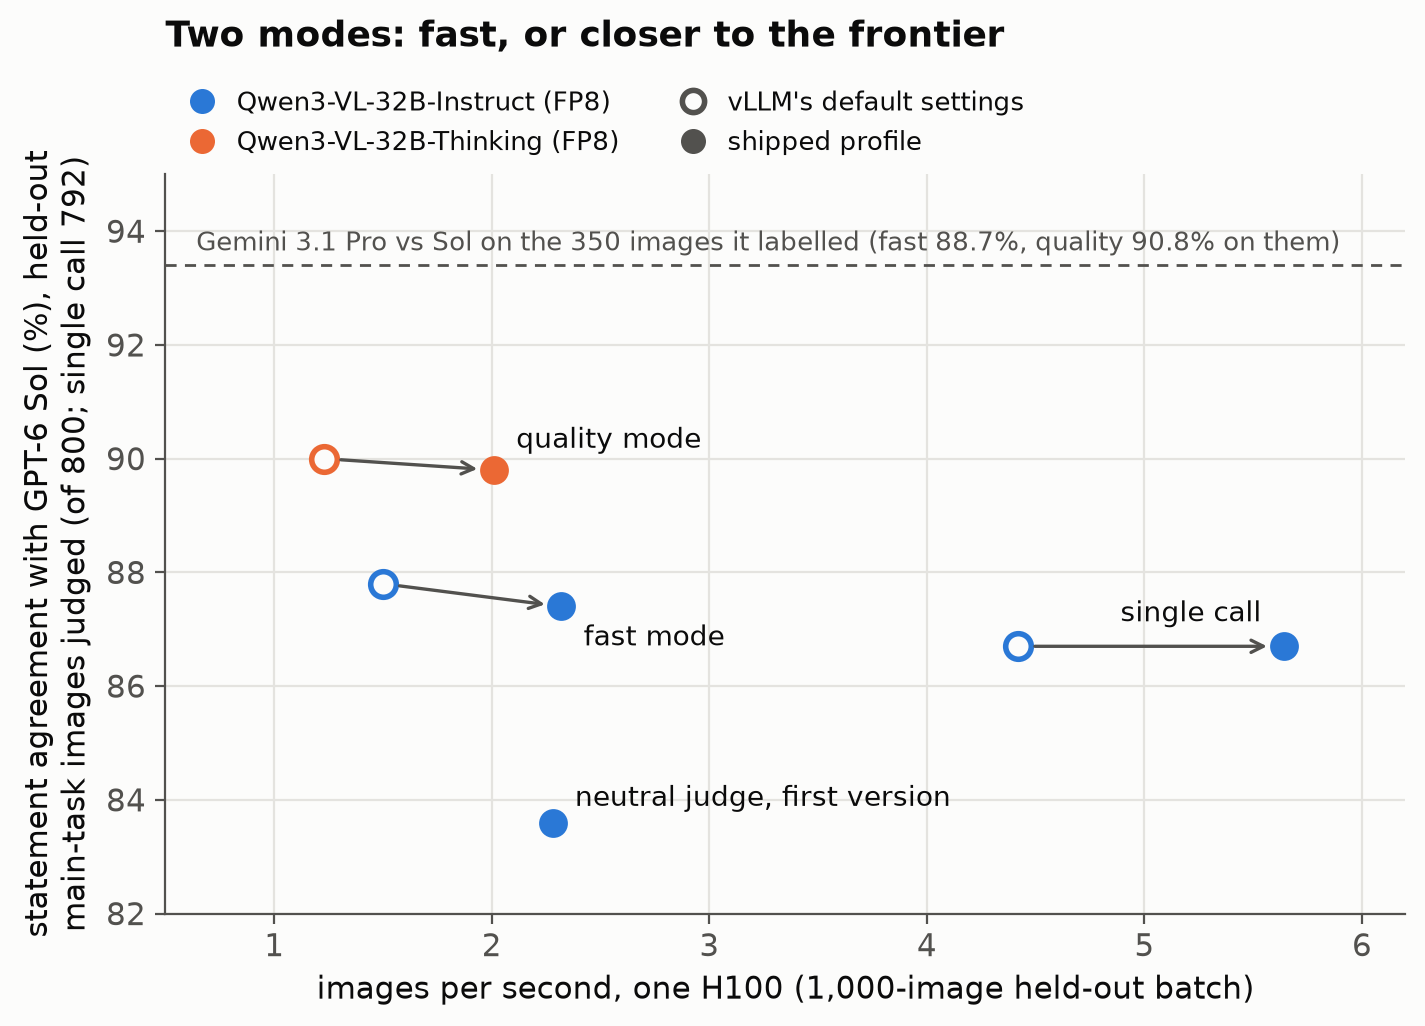 Two modes: fast, or closer to the frontier
Qwen3-VL-32B-Instruct (FP8)
Qwen3-VL-32B-Thinking (FP8)
vLLM's default settings
shipped profile
statement agreement with GPT-6 Sol (%), held-out
main-task images judged (of 800; single call 792)
94
92
90
88
86
84
82
Gemini 3.1 Pro vs Sol on the 350 images it labelled (fast 88.7%, quality 90.8% on them)
quality mode
fast mode
single call
neutral judge, first version
1
2
3
4
5
6
images per second, one H100 (1,000-image held-out batch)